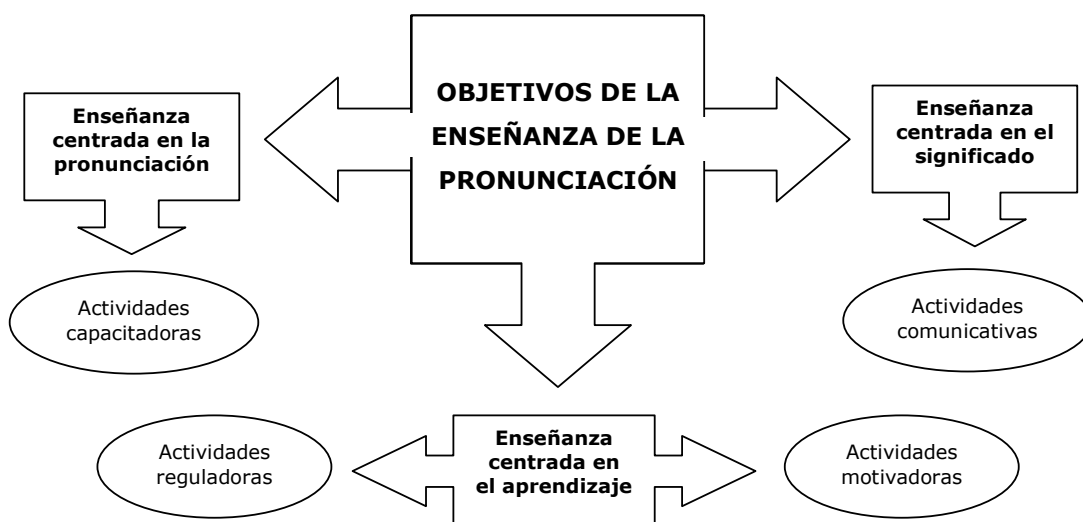 OBJETIVOS DE LA
ENSEÑANZA DE LA
PRONUNCIACIÓN
Enseñanza
centrada en la
pronunciación
Enseñanza
centrada en el
significado
Actividades
capacitadoras
Actividades
comunicativas
Enseñanza
centrada en
el aprendizaje
Actividades
reguladoras
Actividades
motivadoras